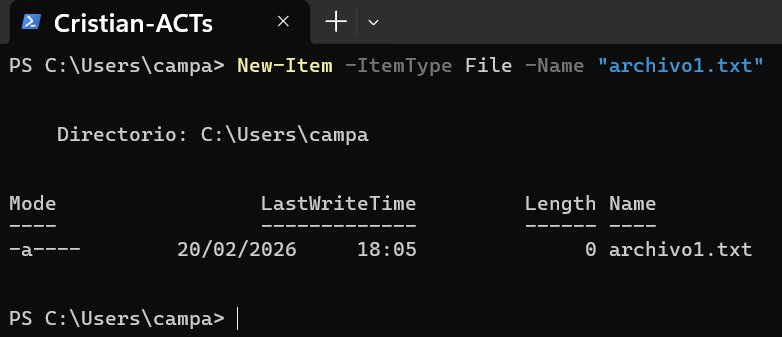 Cristian-ACTs
PS C:\Users\campa> New-Item -ItemType File -Name "archivo1.txt"
Directorio: C:\Users\campa
Mode                 LastWriteTime         Length Name
----                 -------------         ------ ----
-a----        20/02/2026     18:05              0 archivo1.txt
PS C:\Users\campa>